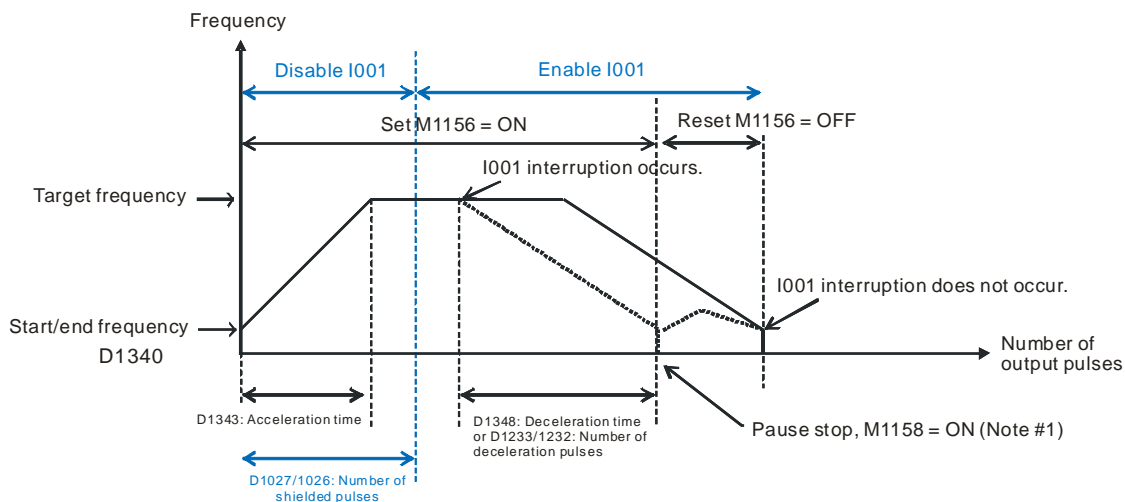 Frequency
Disable I001
Enable I001
Set M1156 = ON
Reset M1156 = OFF
I001 interruption occurs.
Target frequency
I001 interruption does not occur.
Start/end frequency
D1340
Number of
output pulses
D1343: Acceleration time
D1348: Deceleration time
or D1233/1232: Number of
deceleration pulses
Pause stop, M1158 = ON (Note #1)
D1027/1026: Number of
shielded pulses